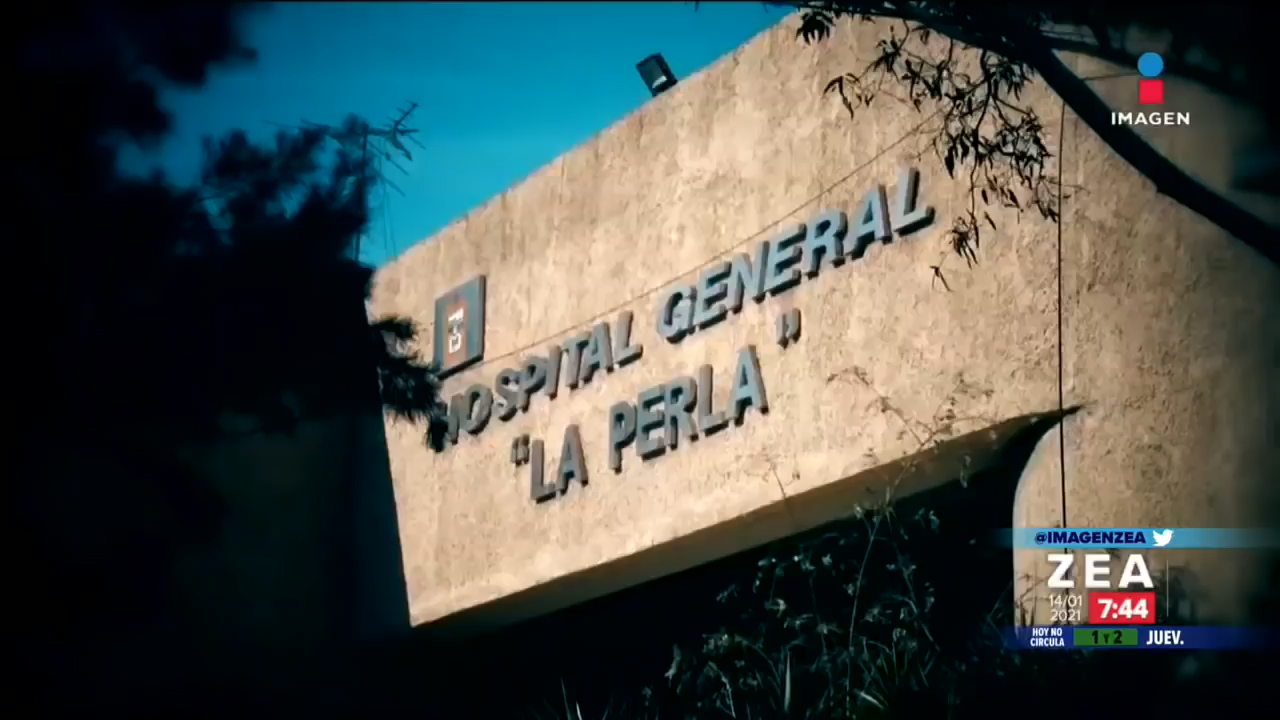 IMAGEN
HOSPITAL GENERAL
“LA PERLA”
@IMAGENZEA
ZEA
14/01
2021
7:44
HOY NO
CIRCULA
1 Y 2
JUEV.